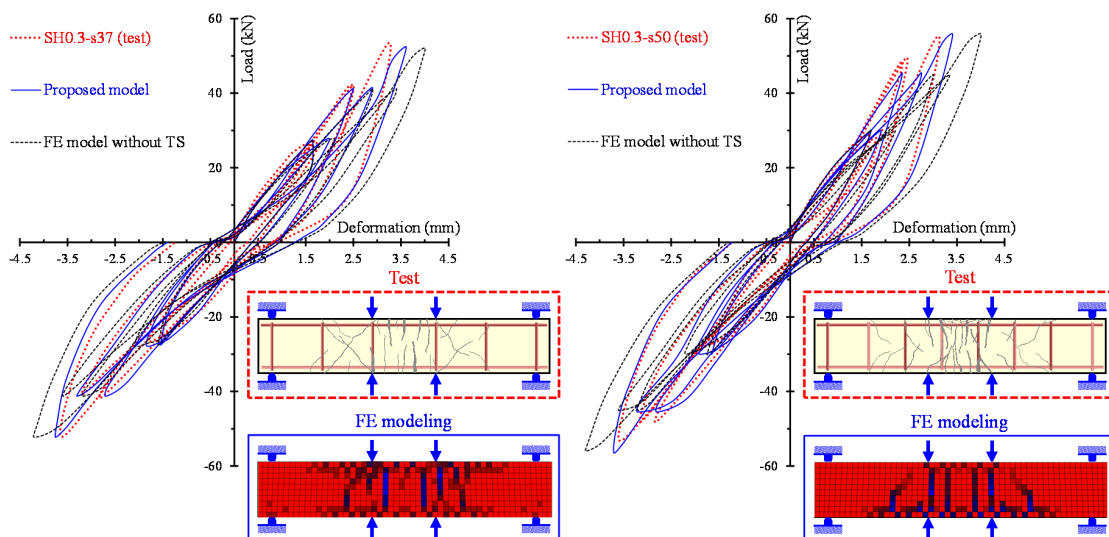 60
Load (kN)
SH0.3-s37 (test)
Proposed model
40
FE model without TS
20
Deformation (mm)
0
-4.5 -3.5 -2.5 -1.5 -0.5 0.5 1.5 2.5 3.5 4.5
Test
-20
-40
FE modeling
-60
60
Load (kN)
SH0.3-s50 (test)
Proposed model
40
FE model without TS
20
Deformation (mm)
0
-4.5 -3.5 -2.5 -1.5 -0.5 0.5 1.5 2.5 3.5 4.5
Test
-20
-40
FE modeling
-60